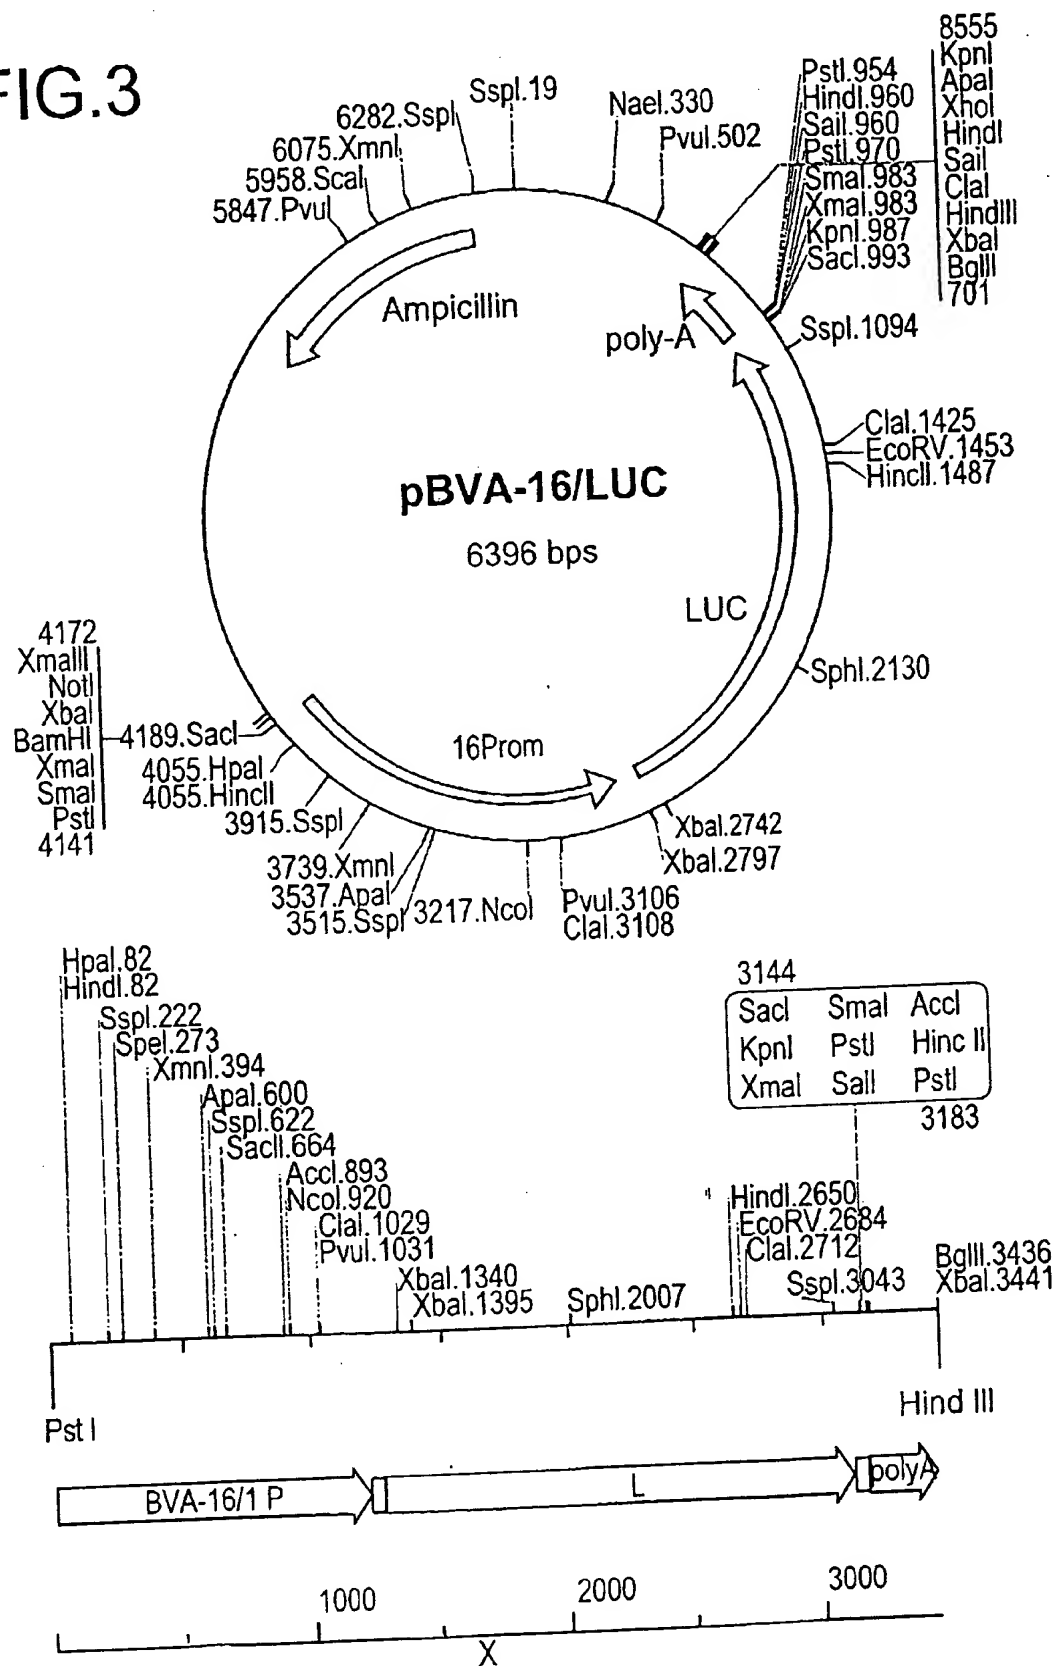 FIG.3
SspI.19
6282.SspI
6075.XmnI
5958.ScaI
5847.PvuI
NaeI.330
PvuI.502
PstI.954
HindI.960
SaiI.960
PstI.970
SmaI.983
XmaI.983
KpnI.987
SacI.993
8555
KpnI
ApaI
XhoI
HindI
SaiI
ClaI
HindIII
XbaI
BglII
701
SspI.1094
ClaI.1425
EcoRV.1453
HincII.1487
SphI.2130
Ampicillin
poly-A
pBVA-16/LUC
6396 bps
LUC
16Prom
4172
XmaIII
NotI
XbaI
BamHI
XmaI
SmaI
PstI
4141
4189.SacI
4055.HpaI
4055.HincII
3915.SspI
3739.XmnI
3537.ApaI
3515.SspI
3217.NcoI
PvuI.3106
ClaI.3108
XbaI.2742
XbaI.2797
HpaI.82
HindI.82
SspI.222
SpeI.273
XmnI.394
ApaI.600
SspI.622
SacII.664
AccI.893
NcoI.920
ClaI.1029
PvuI.1031
XbaI.1340
XbaI.1395
SphI.2007
3144
SacI SmaI AccI
KpnI PstI Hinc II
XmaI SaII PstI
3183
HindI.2650
EcoRV.2684
ClaI.2712
SspI.3043
BglII.3436
XbaI.3441
Pst I
Hind III
BVA-16/1 P
L
polyA
1000
2000
3000
X